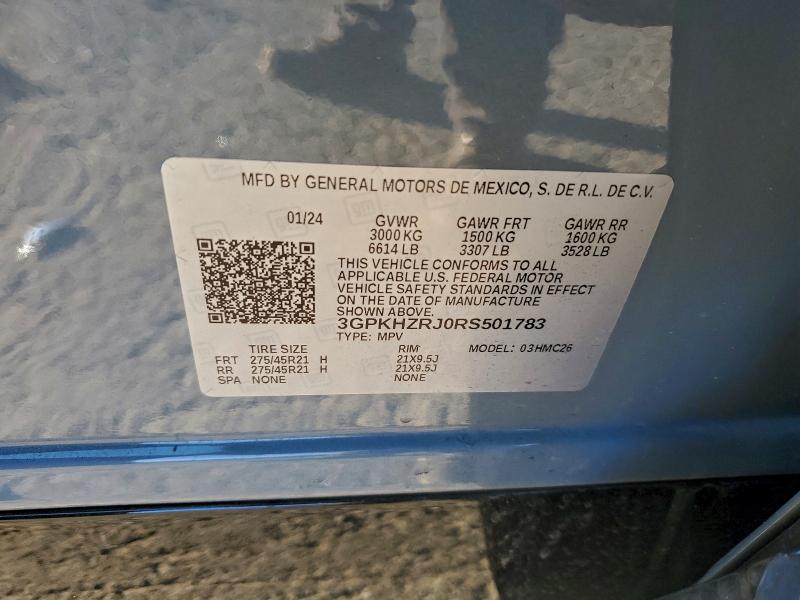 MFD BY GENERAL MOTORS DE MEXICO, S. DE R.L. DE C.V.
01/24 GVWR GAWR FRT GAWR RR
3000 KG 1500 KG 1600 KG
6614 LB 3307 LB 3528 LB
THIS VEHICLE CONFORMS TO ALL
APPLICABLE U.S. FEDERAL MOTOR
VEHICLE SAFETY STANDARDS IN EFFECT
ON THE DATE OF MANUFACTURE
SHOWN ABOVE.
3GPKHZRJ0RS501783
TYPE: MPV MODEL: 03HMC26
TIRE SIZE RIM
FRT 275/45R21 H 21X9.5J
RR 275/45R21 H 21X9.5J
SPA NONE NONE